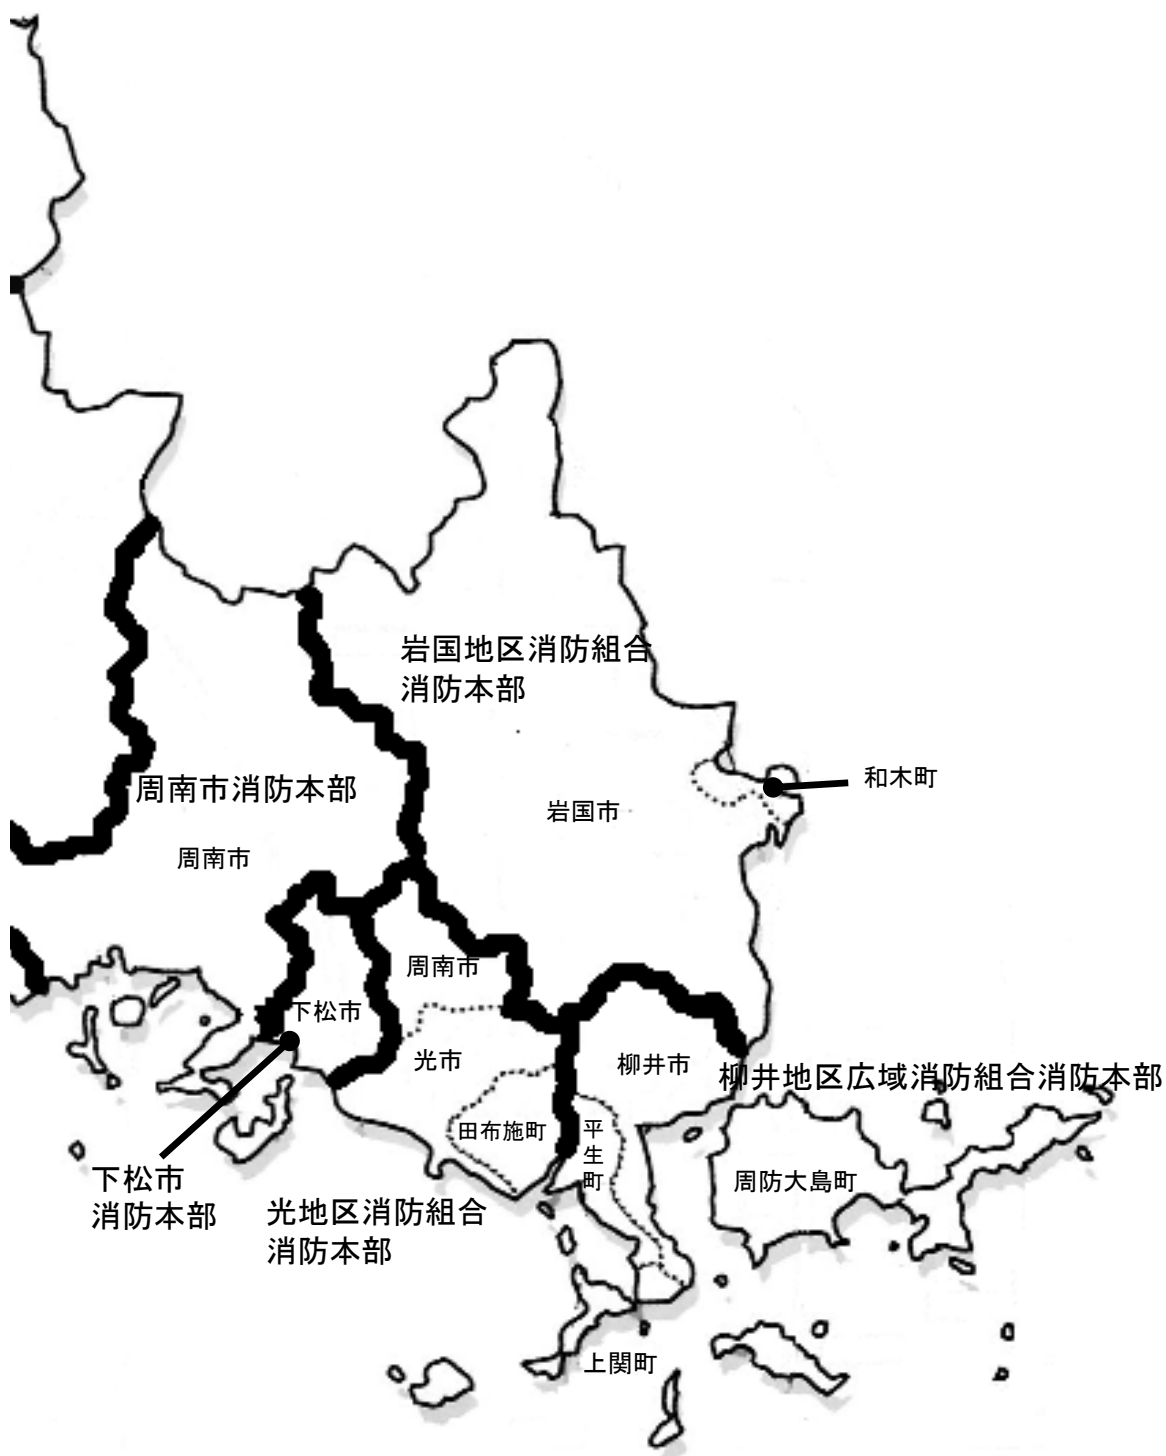 岩国地区消防組合
消防本部
周南市消防本部
和木町
岩国市
周南市
周南市
下松市
光市
柳井市
柳井地区広域消防組合消防本部
田布施町
平生町
周防大島町
下松市
消防本部
光地区消防組合
消防本部
上関町